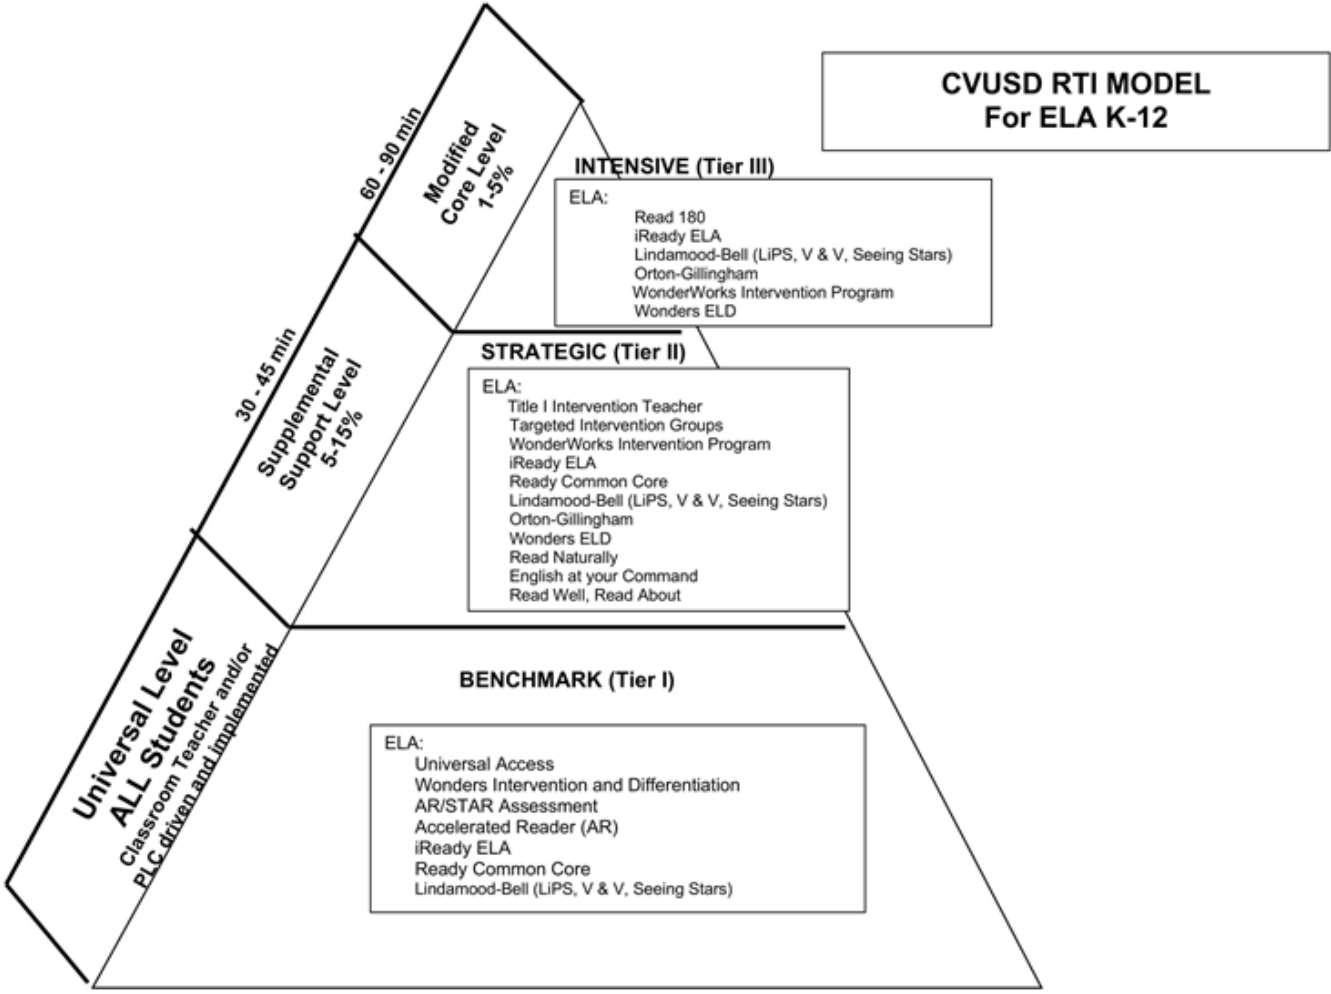 CVUSD RTI MODEL
For ELA K-12
60 - 90 min
Modified
Core Level
1-5%
INTENSIVE (Tier III)
ELA:
Read 180
iReady ELA
Lindamood-Bell (LiPS, V & V, Seeing Stars)
Orton-Gillingham
WonderWorks Intervention Program
Wonders ELD
30 - 45 min
Supplemental
Support Level
5-15%
STRATEGIC (Tier II)
ELA:
Title I Intervention Teacher
Targeted Intervention Groups
WonderWorks Intervention Program
iReady ELA
Ready Common Core
Lindamood-Bell (LiPS, V & V, Seeing Stars)
Orton-Gillingham
Wonders ELD
Read Naturally
English at your Command
Read Well, Read About
Universal Level
ALL Students
Classroom Teacher and/or
PLC driven and implemented
BENCHMARK (Tier I)
ELA:
Universal Access
Wonders Intervention and Differentiation
AR/STAR Assessment
Accelerated Reader (AR)
iReady ELA
Ready Common Core
Lindamood-Bell (LiPS, V & V, Seeing Stars)